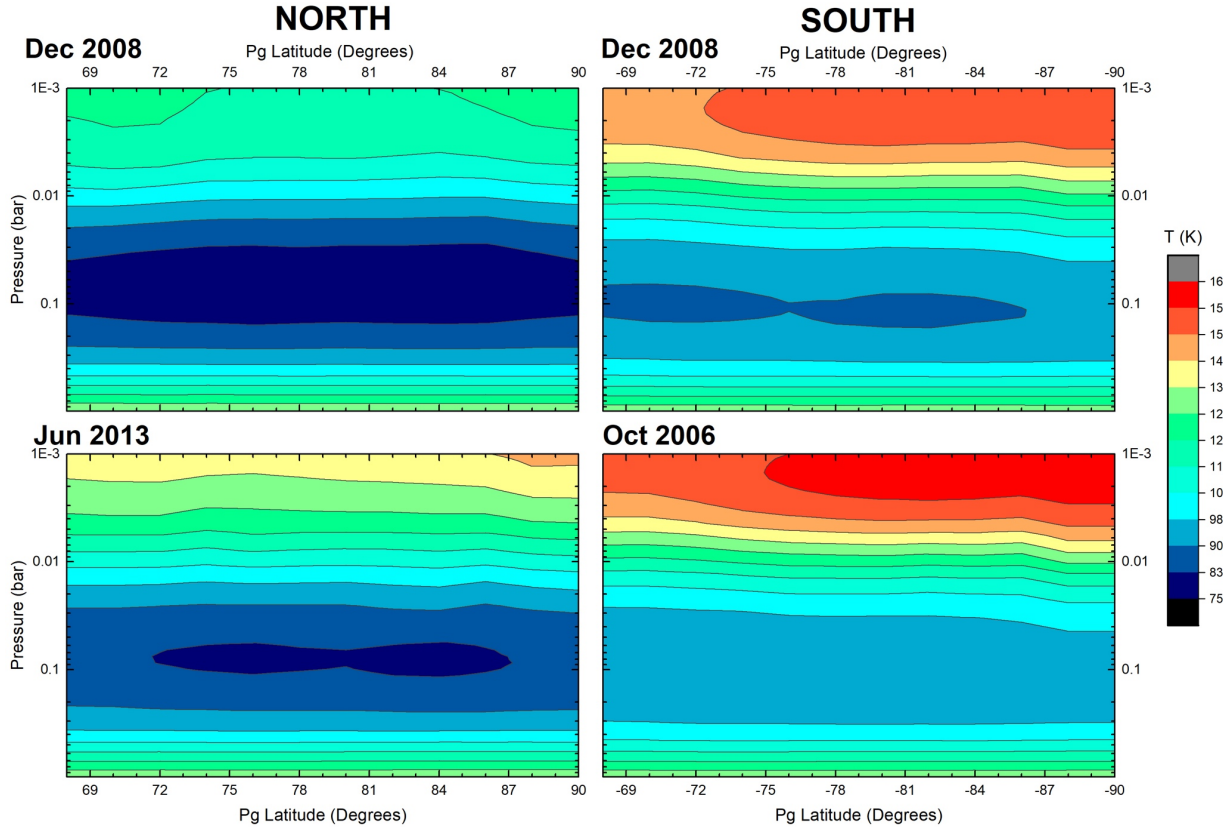 NORTH
SOUTH
Dec 2008
Pg Latitude (Degrees)
Dec 2008
Pg Latitude (Degrees)
69 72 75 78 81 84 87 90
-69 -72 -75 -78 -81 -84 -87 -90
1E-3
0.01
0.1
Pressure (bar)
1E-3
0.01
0.1
T (K)
16
15
15
14
13
12
12
11
10
98
90
83
75
Jun 2013
Oct 2006
1E-3
0.01
0.1
Pressure (bar)
1E-3
0.01
0.1
69 72 75 78 81 84 87 90
-69 -72 -75 -78 -81 -84 -87 -90
Pg Latitude (Degrees)
Pg Latitude (Degrees)